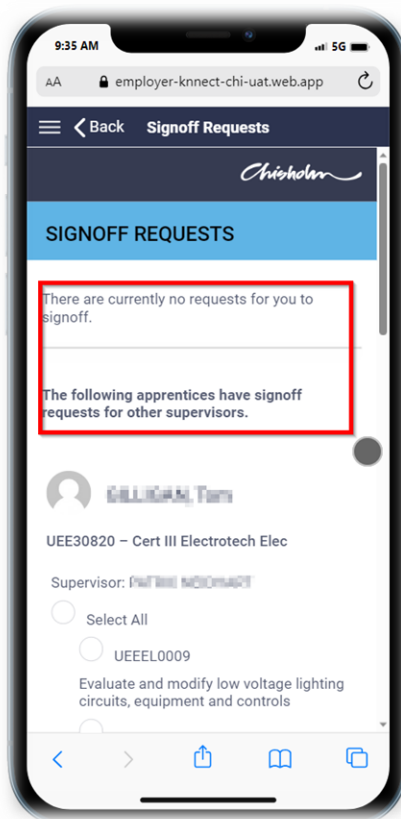 9:35 AM
5G
AA employer-knnect-chi-uat.web.app
Back Signoff Requests
Chisholm
SIGNOFF REQUESTS
There are currently no requests for you to
signoff.
The following apprentices have signoff
requests for other supervisors.
UEE30820 – Cert III Electrotech Elec
Supervisor:
Select All
UEEEL0009
Evaluate and modify low voltage lighting
circuits, equipment and controls